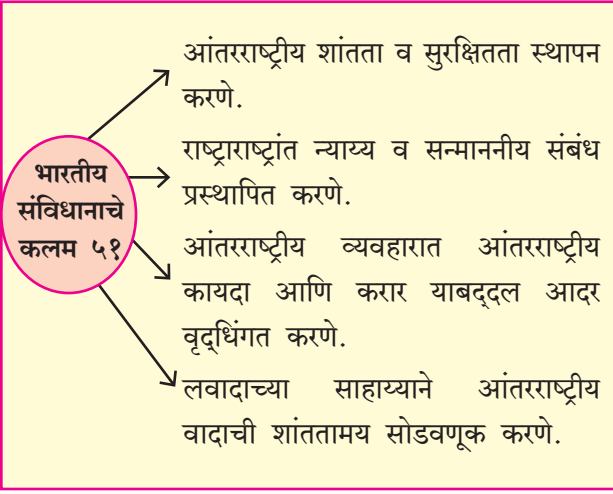 भारतीय
संविधानाचे
कलम ५१
आंतरराष्ट्रीय शांतता व सुरक्षितता स्थापन
करणे.
राष्ट्राराष्ट्रांत न्याय्य व सन्माननीय संबंध
प्रस्थापित करणे.
आंतरराष्ट्रीय व्यवहारात आंतरराष्ट्रीय
कायदा आणि करार याबद्‌दल आदर
वृद्‌धिंगत करणे.
लवादाच्या साहाय्याने आंतरराष्ट्रीय
वादाची शांततामय सोडवणूक करणे.